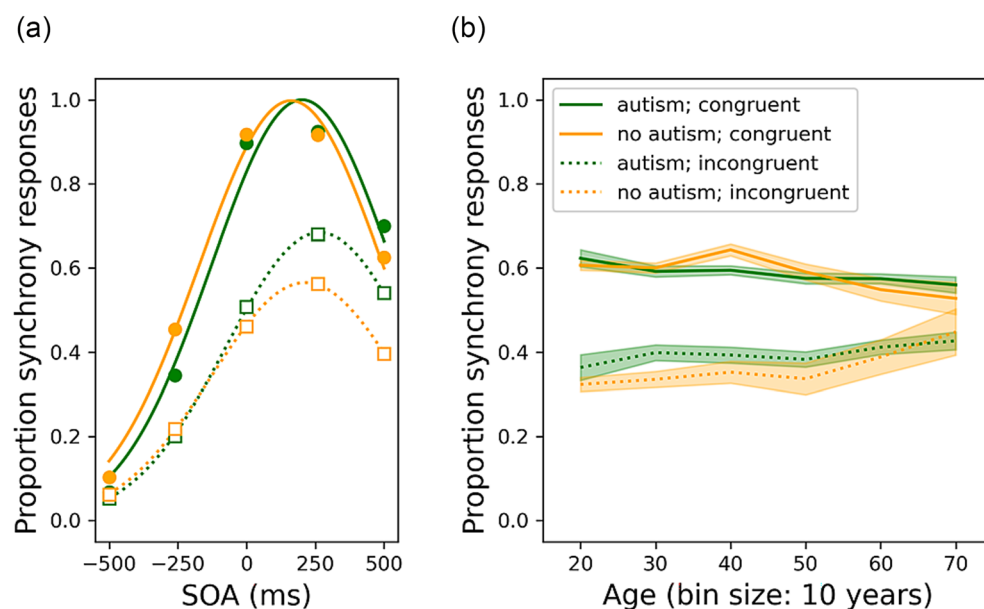 (a)
(b)
Proportion synchrony responses
1.0
0.8
0.6
0.4
0.2
0.0
−500 −250 0 250 500
SOA (ms)
Proportion synchrony responses
1.0
0.8
0.6
0.4
0.2
0.0
autism; congruent
no autism; congruent
autism; incongruent
no autism; incongruent
20 30 40 50 60 70
Age (bin size: 10 years)